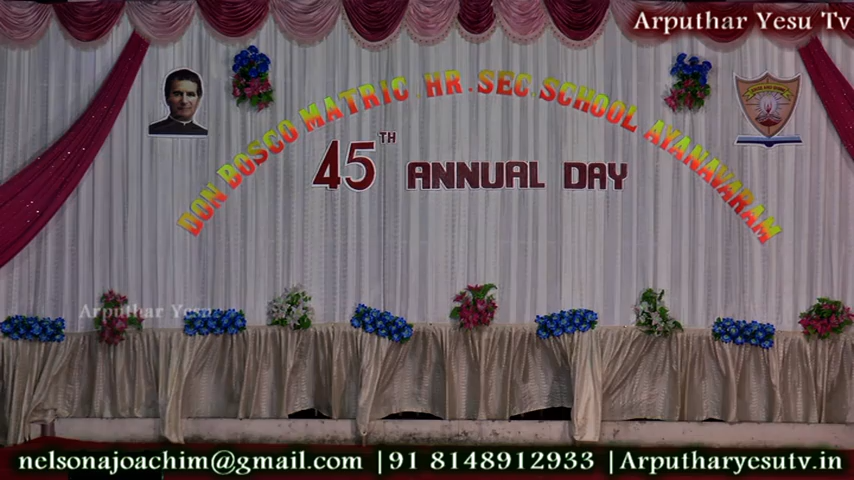 Arputhar Yesu Tv
DON BOSCO MATRIC. HR. SEC. SCHOOL AYANAVARAM
45TH ANNUAL DAY
Arputhar Yesu
nelsonajoachim@gmail.com |91 8148912933 |Arputharyesutv.in